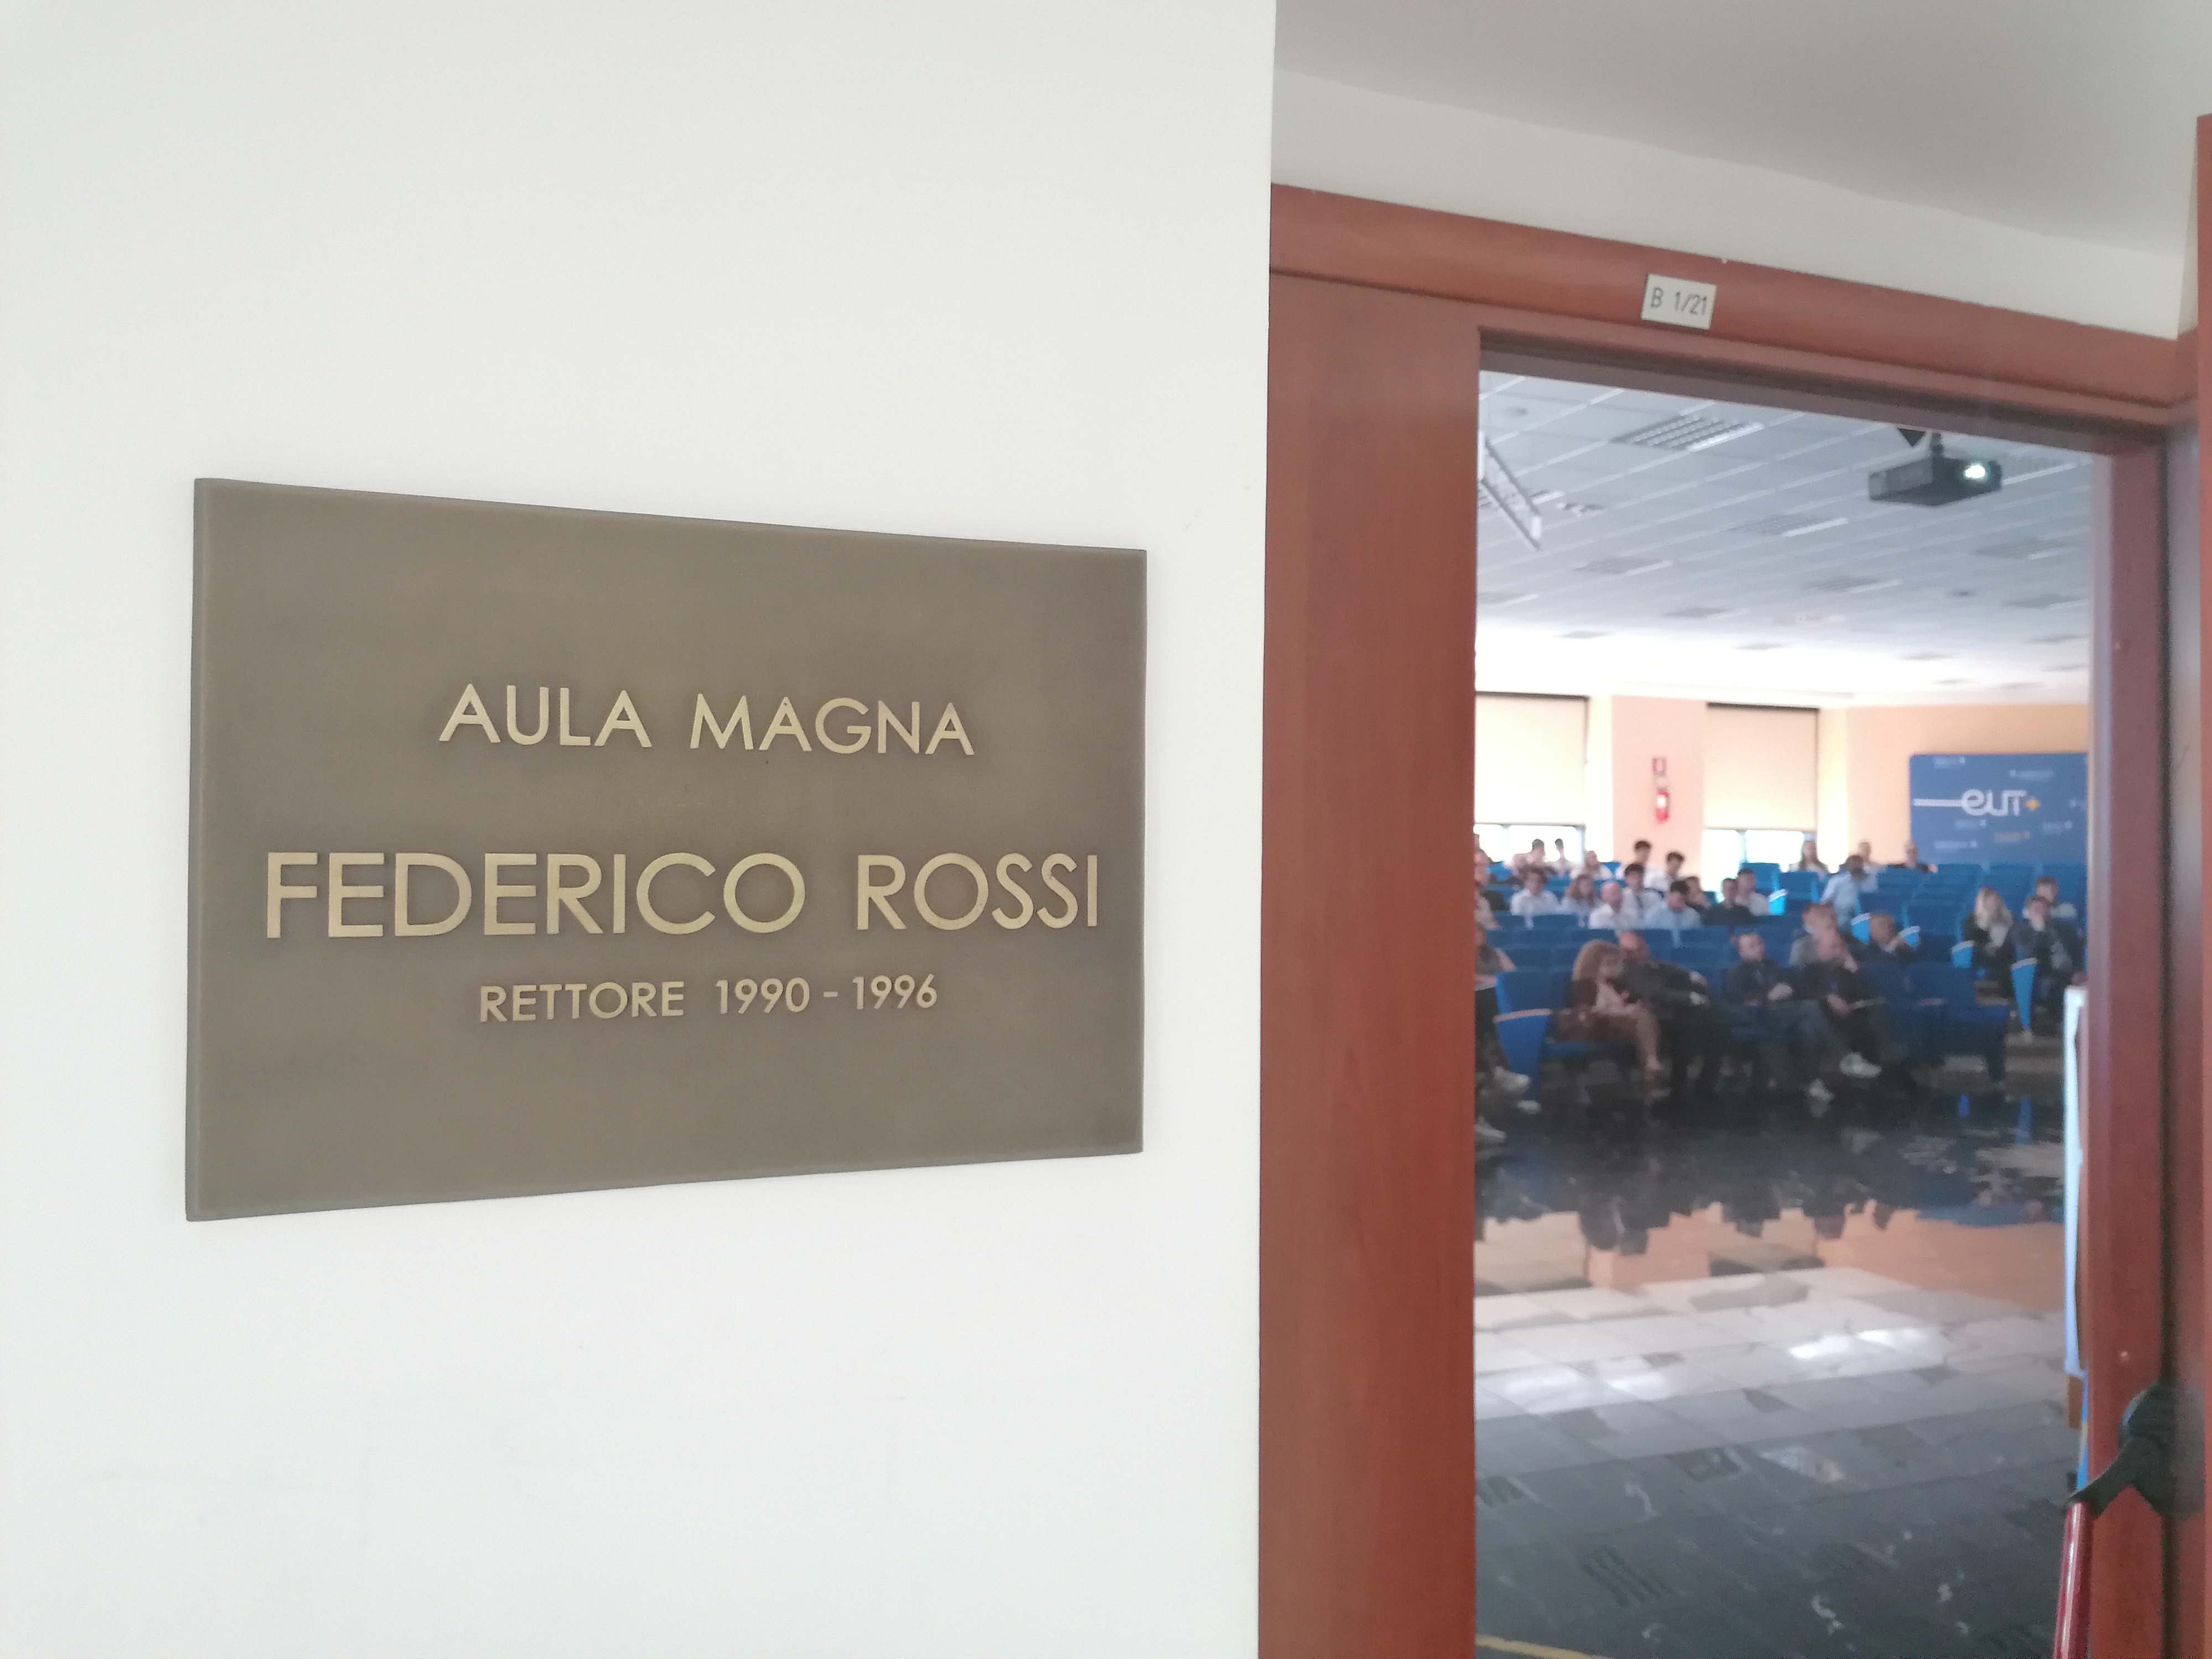 AULA MAGNA
FEDERICO ROSSI
RETTORE 1990 - 1996
B 1/21
eUT+